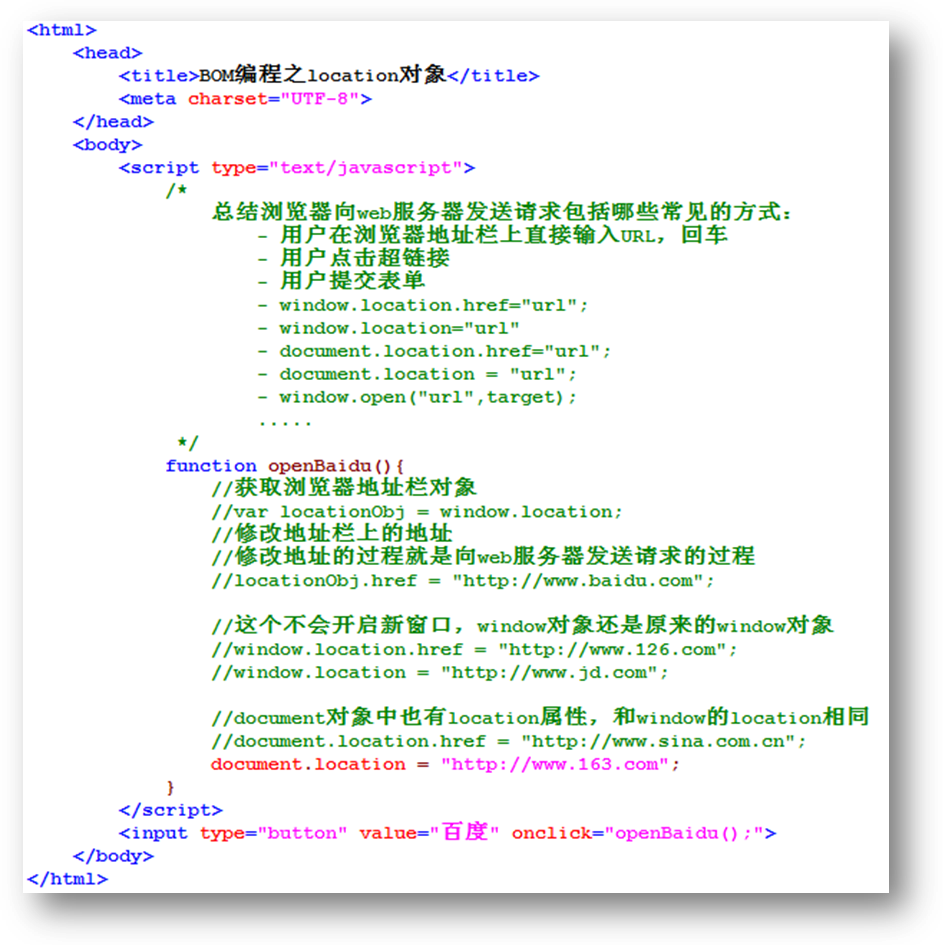 <html>
<head>
<title>BOM编程之location对象</title>
<meta charset="UTF-8">
</head>
<body>
<script type="text/javascript">
/*
总结浏览器向web服务器发送请求包括哪些常见的方式:
- 用户在浏览器地址栏上直接输入URL，回车
- 用户点击超链接
- 用户提交表单
- window.location.href="url";
- window.location="url"
- document.location.href="url";
- document.location = "url";
- window.open("url",target);
.....
*/
function openBaidu(){
//获取浏览器地址栏对象
//var locationObj = window.location;
//修改地址栏上的地址
//修改地址的过程就是向web服务器发送请求的过程
//locationObj.href = "http://www.baidu.com";
//这个不会开启新窗口，window对象还是原来的window对象
//window.location.href = "http://www.126.com";
//window.location = "http://www.jd.com";
//document对象中也有location属性，和window的location相同
//document.location.href = "http://www.sina.com.cn";
document.location = "http://www.163.com";
}
</script>
<input type="button" value="百度" onclick="openBaidu();">
</body>
</html>